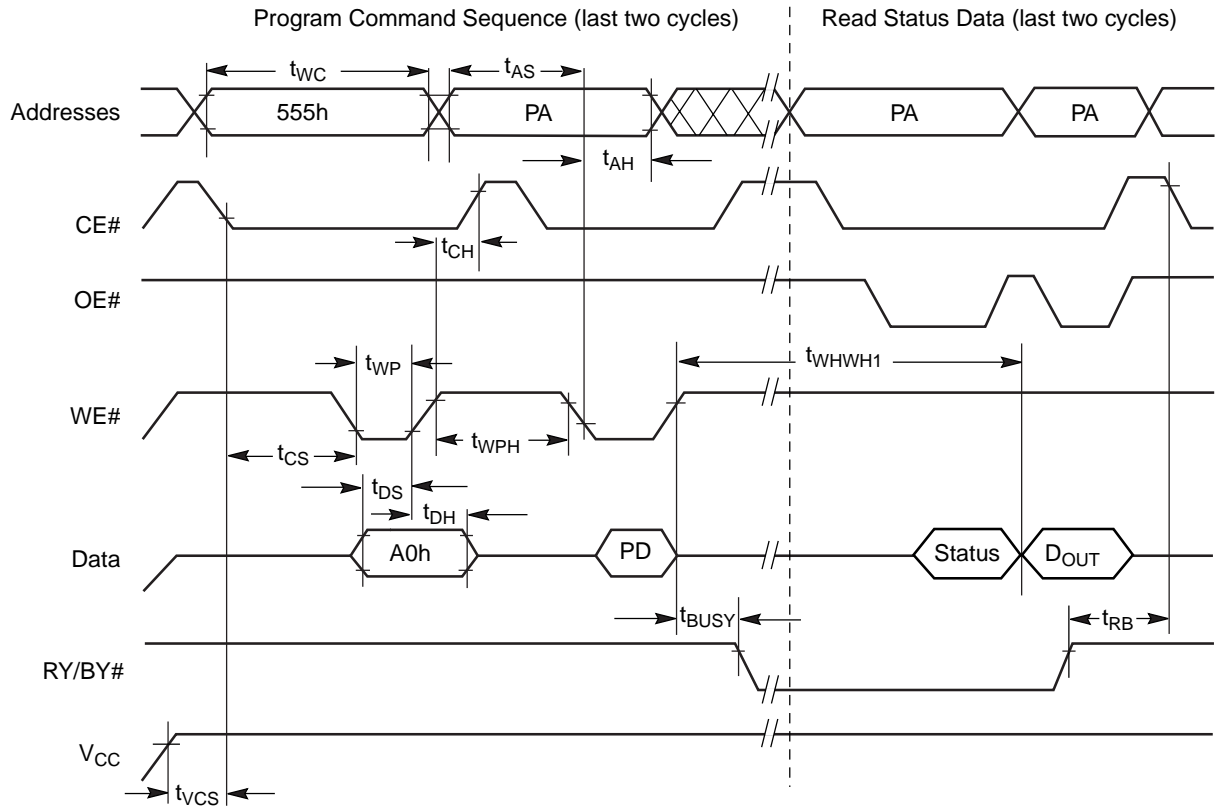 Program Command Sequence (last two cycles) Read Status Data (last two cycles)
tWC tAS
Addresses 555h PA PA PA
tAH
CE#
tCH
OE#
tWP tWHWH1
WE#
tCS tWPH
tDS
tDH
Data A0h PD Status DOUT
tBUSY tRB
RY/BY#
VCC
tVCS